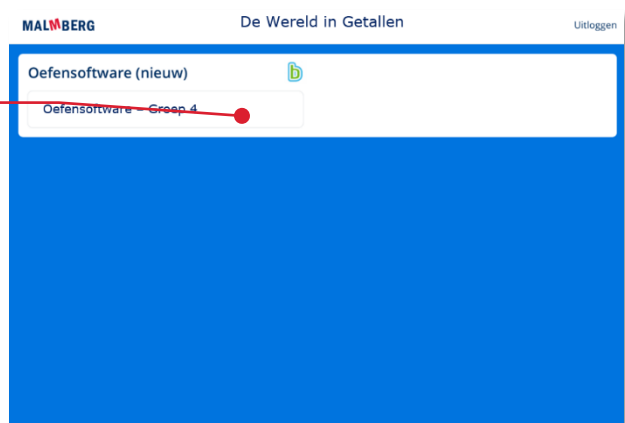 MALMBERG
De Wereld in Getallen
Uitloggen
Oefensoftware (nieuw)
b
Oefensoftware – Groep 4